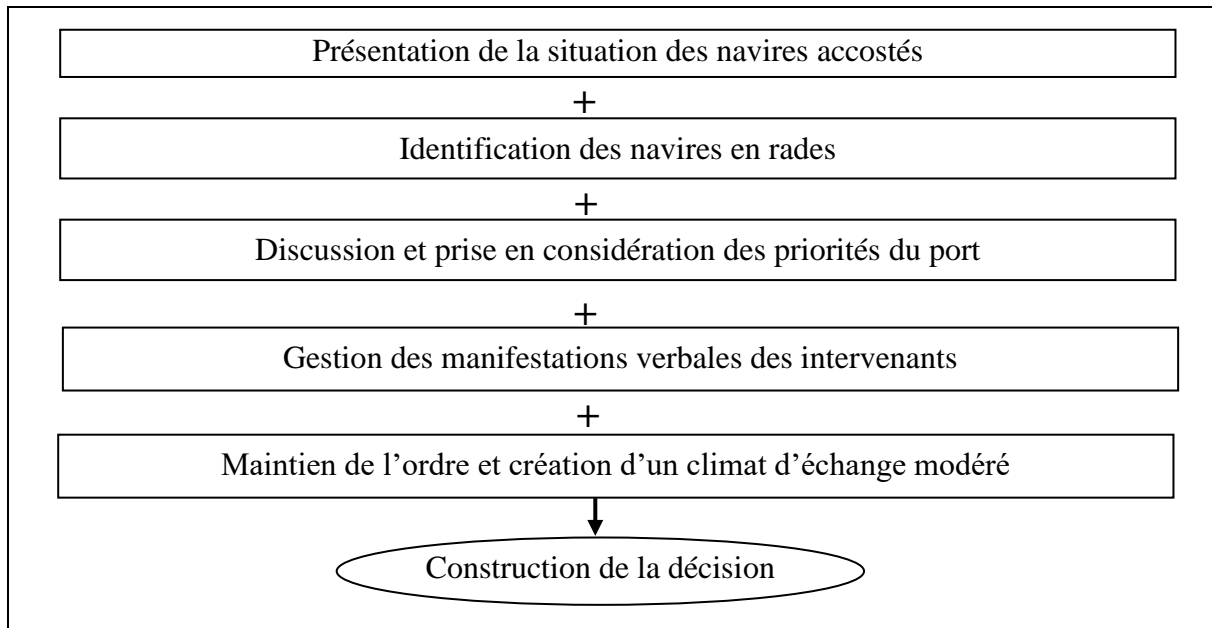 Présentation de la situation des navires accostés
+
Identification des navires en rades
+
Discussion et prise en considération des priorités du port
+
Gestion des manifestations verbales des intervenants
+
Maintien de l’ordre et création d’un climat d’échange modéré
Construction de la décision